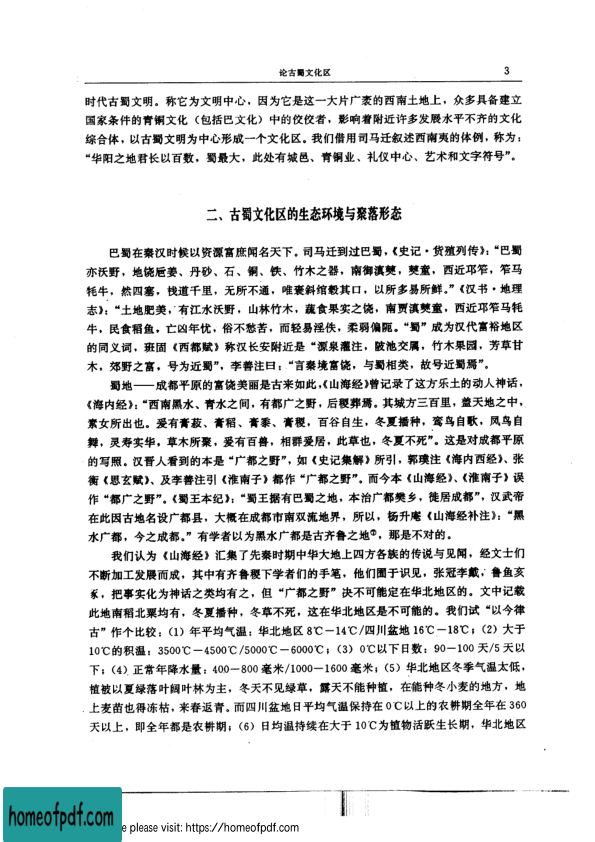 论古蜀文化区
3
时代古蜀文明。称它为文明中心，因为它是这一大片广袤的西南土地上，众多具备建立
国家条件的青铜文化（包括巴文化）中的佼佼者，影响着附近许多发展水平不齐的文化
综合体，以古蜀文明为中心形成一个文化区。我们借用司马迁叙述西南夷的体例，称为：
“华阳之地君长以百数，蜀最大，此处有城邑、青铜业、礼仪中心、艺术和文字符号”。
二、古蜀文化区的生态环境与聚落形态
巴蜀在秦汉时候以资源富庶闻名天下。司马迁到过巴蜀，《史记·货殖列传》：“巴蜀
亦沃野，地饶卮姜、丹砂、石、铜、铁、竹木之器，南御滇僰，僰童，西近邛笮，笮马
牦牛，然四塞，栈道千里，无所不通，唯褒斜绾毂其口，以所多易所鲜。”《汉书·地理
志》：“土地肥美，有江水沃野，山林竹木，蔬食果实之饶，南贾滇僰童，西近邛笮马牦
牛，民食稻鱼，亡凶年忧，俗不愁苦，而轻易淫佚，柔弱偏阨。“蜀”成为汉代富裕地区
的同义词，班固《西都赋》称汉长安附近是“源泉灌注，陂池交属，竹木果园，芳草甘
木，郊野之富，号为近蜀”，李善注曰：“言秦境富饶，与蜀相类，故号近蜀焉”。
蜀地——成都平原的富饶美丽是古来如此，《山海经》曾记录了这方乐土的动人神话，
《海内经》：“西南黑水、青水之间，有都广之野，后稷葬焉。其城方三百里，盖天地之中，
素女所出也。爰有膏菽、膏稻、膏黍、膏稷，百谷自生，冬夏播种，鸾鸟自歌，凤鸟自
舞，灵寿实华，草木所聚，爰有百兽，相群爰居，此草也，冬夏不死”。这是对成都平原
的写照。汉晋人看到的本是“广都之野”，如《史记集解》所引，郭璞注《海内西经》、张
衡《思玄赋》、及李善注引《淮南子》都作“广都之野”。而今本《山海经》、《淮南子》误
作“都广之野”。《蜀王本纪》：“蜀王据有巴蜀之地，本治广都樊乡，徙居成都”，汉武帝
在此因古地名设广都县，大概在成都市南双流地界，所以，杨升庵《山海经补注》：“黑
水广都，今之成都。”有学者以为黑水广都是古齐鲁之地①，那是不对的。
我们认为《山海经》汇集了先秦时期中华大地上四方各族的传说与见闻，经文士们
不断加工发展而成，其中有齐鲁稷下学者们的手笔，他们囿于识见，张冠李戴，鲁鱼亥
豕，把事实化为神话之类均有之，但“广都之野”决不可能定在华北地区的。文中记载
此地南稻北粟均有，冬夏播种，冬草不死，这在华北地区是不可能的。我们试“以今律
古”作个比较：（1）年平均气温：华北地区8℃－14℃/四川盆地16℃－18℃；（2）大于
10℃的积温：3500℃－4500℃/5000℃－6000℃；（3）0℃以下日数：90－100天/5天以
下；（4）正常年降水量：400－800毫米/1000－1600毫米；（5）华北地区冬季气温太低，
植被以夏绿落叶阔叶林为主，冬天不见绿草，露天不能种植，在能种冬小麦的地方，地
上麦苗也得冻枯，来春返青。而四川盆地日平均气温保持在0℃以上的农耕期全年在360
天以上，即全年都是农耕期；（6）日均温持续在大于10℃为植物活跃生长期，华北地区
homeofpdf.com
e please visit: https://homeofpdf.com